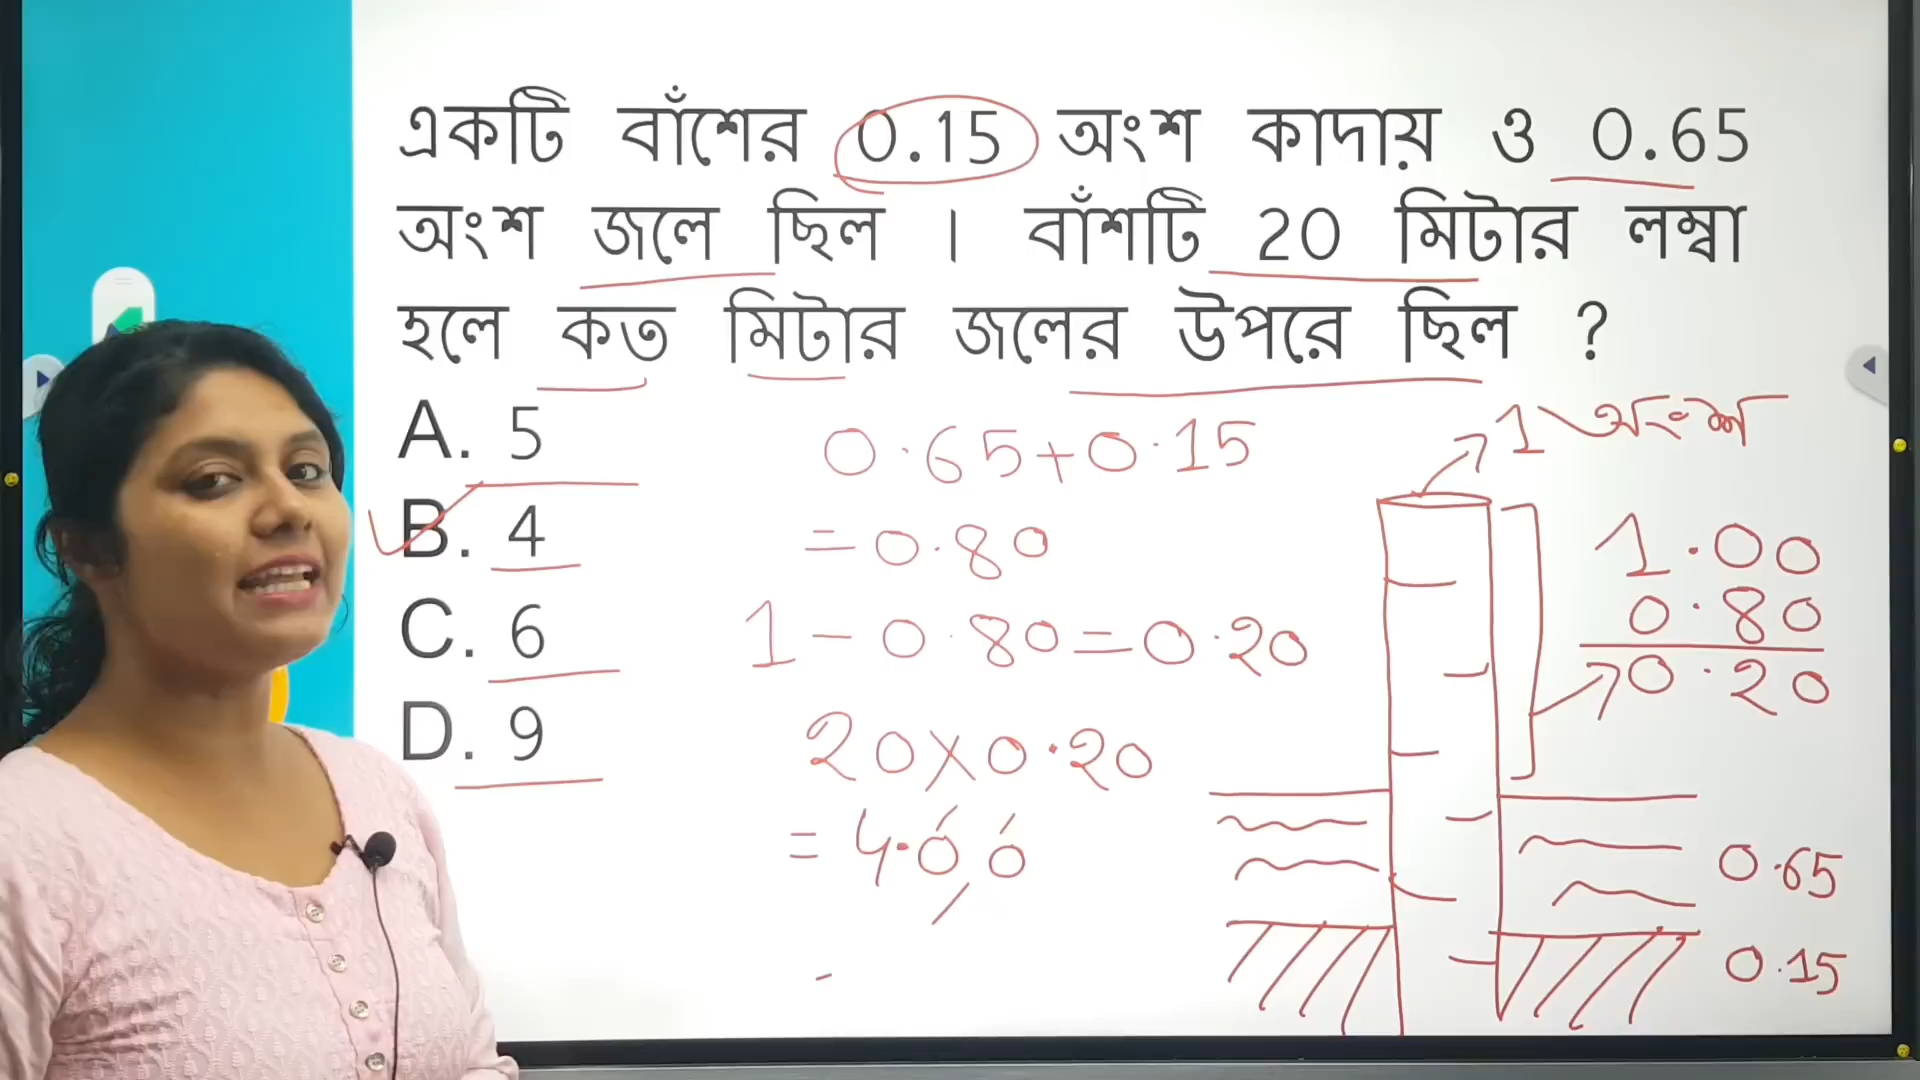 একটি বাঁশের 0.15 অংশ কাদায় ও 0.65
অংশ জলে ছিল । বাঁশটি 20 মিটার লম্বা
হলে কত মিটার জলের উপরে ছিল ?
A. 5
B. 4
C. 6
D. 9
0.65+0.15
= 0.80
1 - 0.80 = 0.20
20×0.20
= 4.00
1 অংশ
1.00
0.80
0.20
0.65
0.15